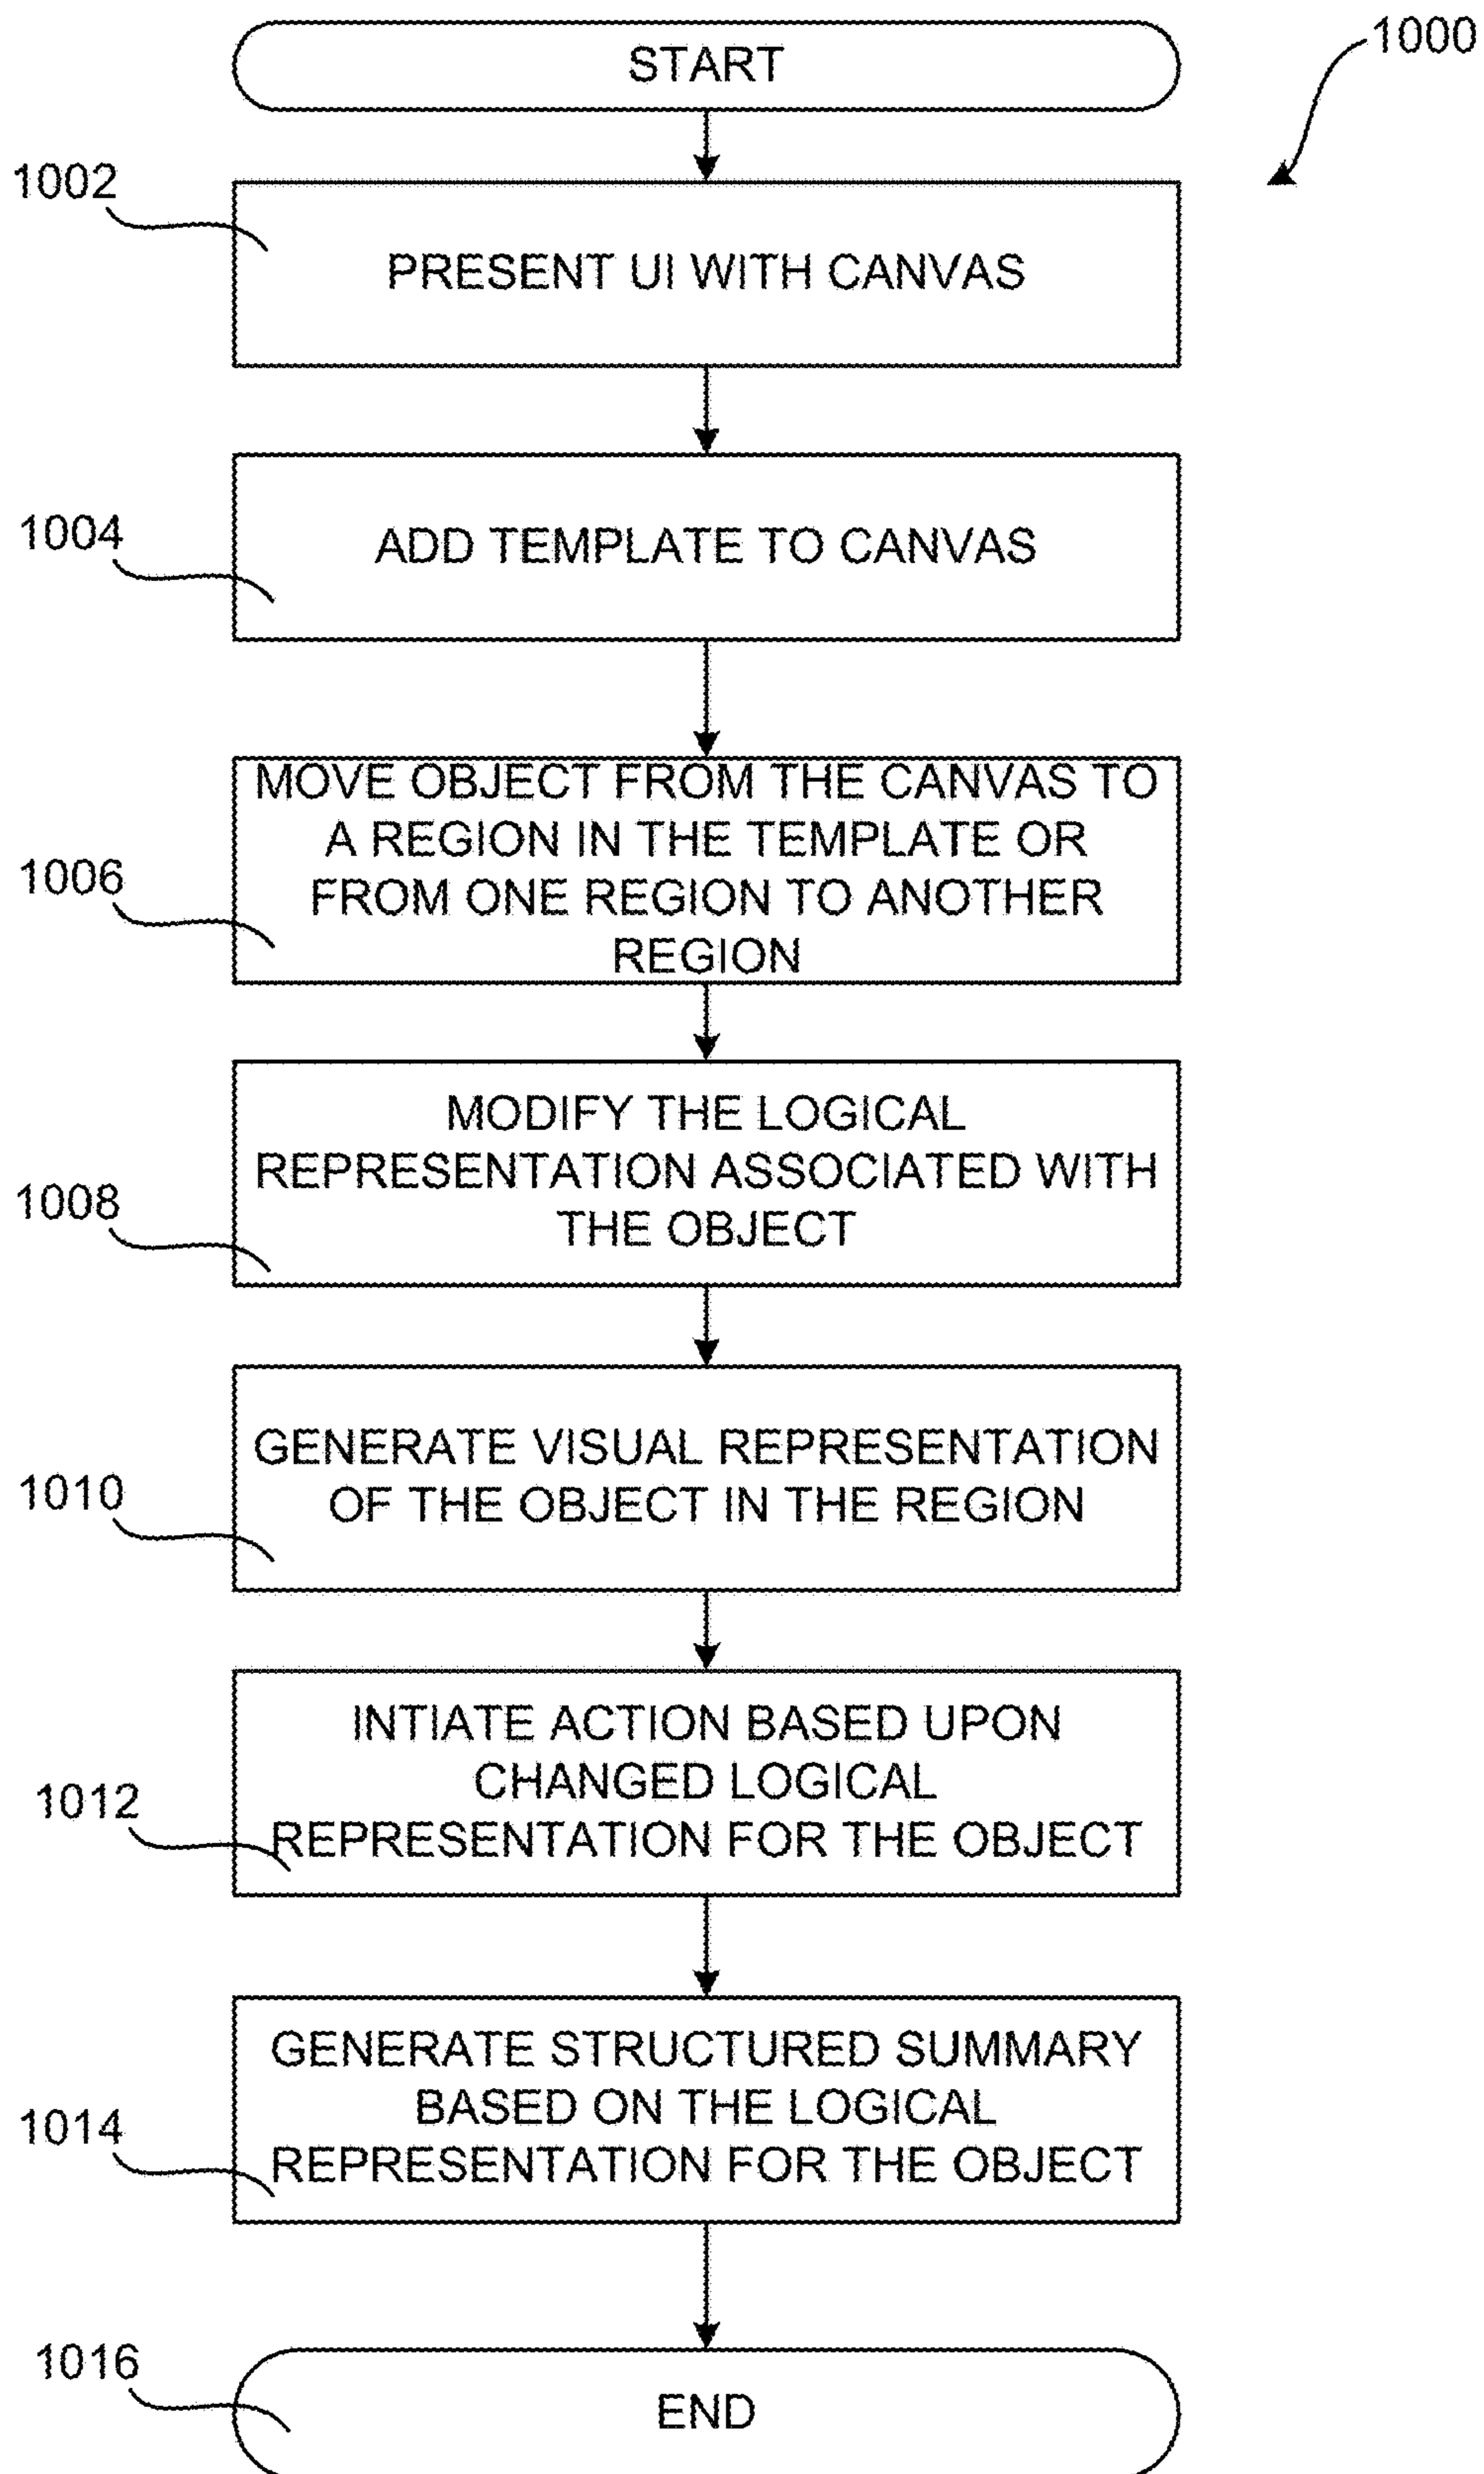 START
1000
1002
PRESENT UI WITH CANVAS
1004
ADD TEMPLATE TO CANVAS
MOVE OBJECT FROM THE CANVAS TO
A REGION IN THE TEMPLATE OR
FROM ONE REGION TO ANOTHER
REGION
1006
MODIFY THE LOGICAL
REPRESENTATION ASSOCIATED WITH
THE OBJECT
1008
GENERATE VISUAL REPRESENTATION
OF THE OBJECT IN THE REGION
1010
INTIATE ACTION BASED UPON
CHANGED LOGICAL
REPRESENTATION FOR THE OBJECT
1012
GENERATE STRUCTURED SUMMARY
BASED ON THE LOGICAL
REPRESENTATION FOR THE OBJECT
1014
1016
END